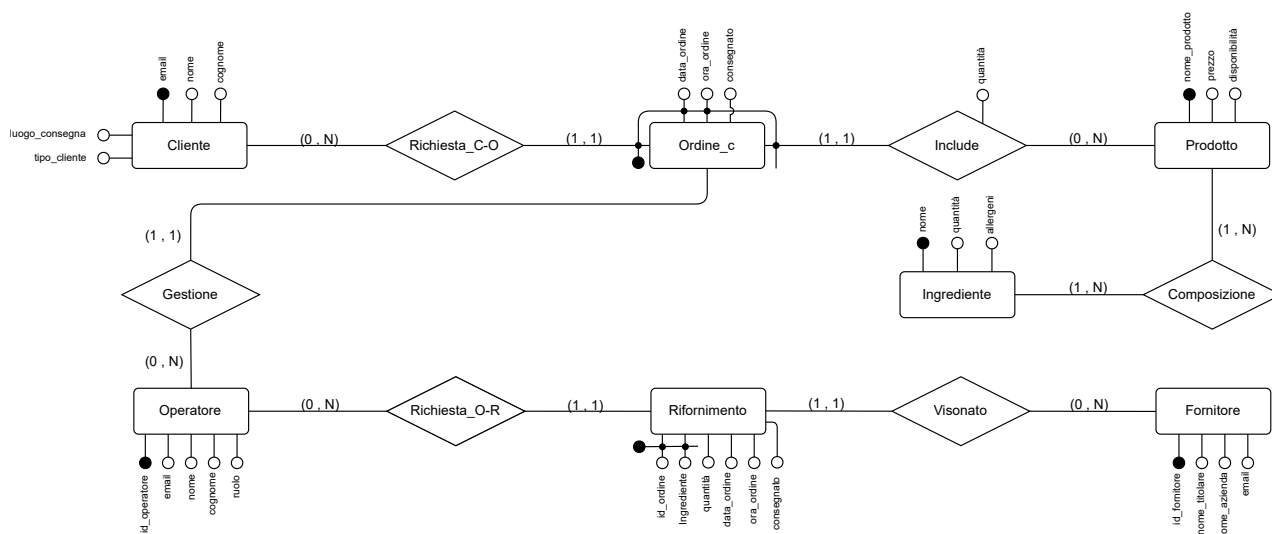 email
nome
cognome
luogo_consegna
tipo_cliente
Cliente
(0 , N)
Richiesta_C-O
(1 , 1)
data_ordine
ora_ordine
consegnato
Ordine_c
(1 , 1)
quantità
Include
(0 , N)
nome_prodotto
prezzo
disponibilità
Prodotto
(1 , 1)
Gestione
(0 , N)
nome
quantità
allergeni
Ingrediente
(1 , N)
Composizione
(1 , N)
Operatore
id_operatore
email
nome
cognome
ruolo
(0 , N)
Richiesta_O-R
(1 , 1)
Rifornimento
id_ordine
Ingrediente
quantità
data_ordine
ora_ordine
consegnato
(1 , 1)
Visonato
(0 , N)
Fornitore
id_fornitore
nome_titolare
ome_azienda
email